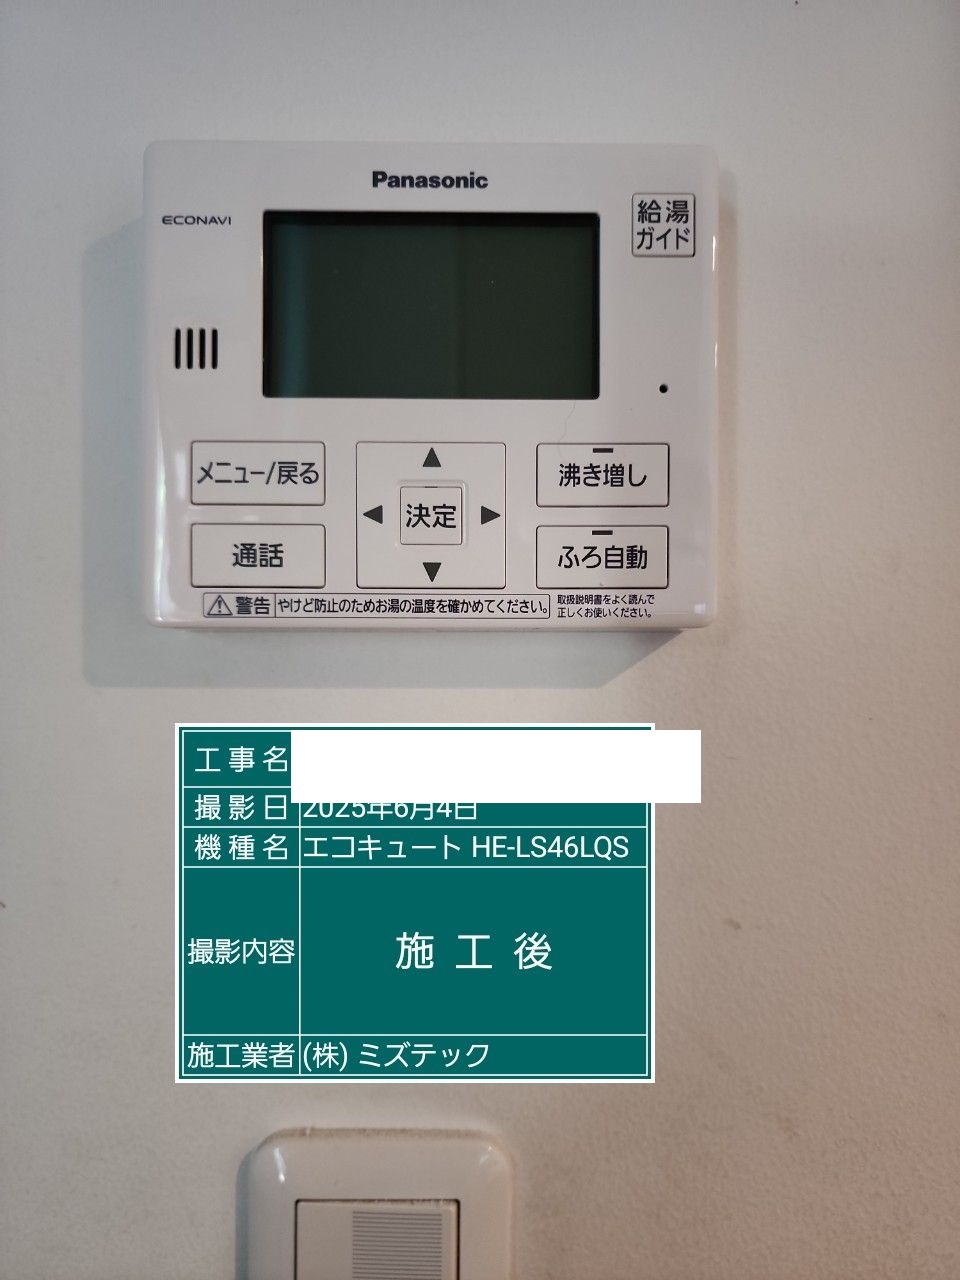 Panasonic
ECONAVI
給湯
ガイド
メニュー/戻る
決定
沸き増し
通話
ふろ自動
警告 やけど防止のためお湯の温度を確かめてください。
取扱説明書をよく読んで
正しくお使いください。
工事名
撮影日 2025年6月4日
機種名 エコキュート HE-LS46LQS
撮影内容 施工後
施工業者 (株) ミズテック